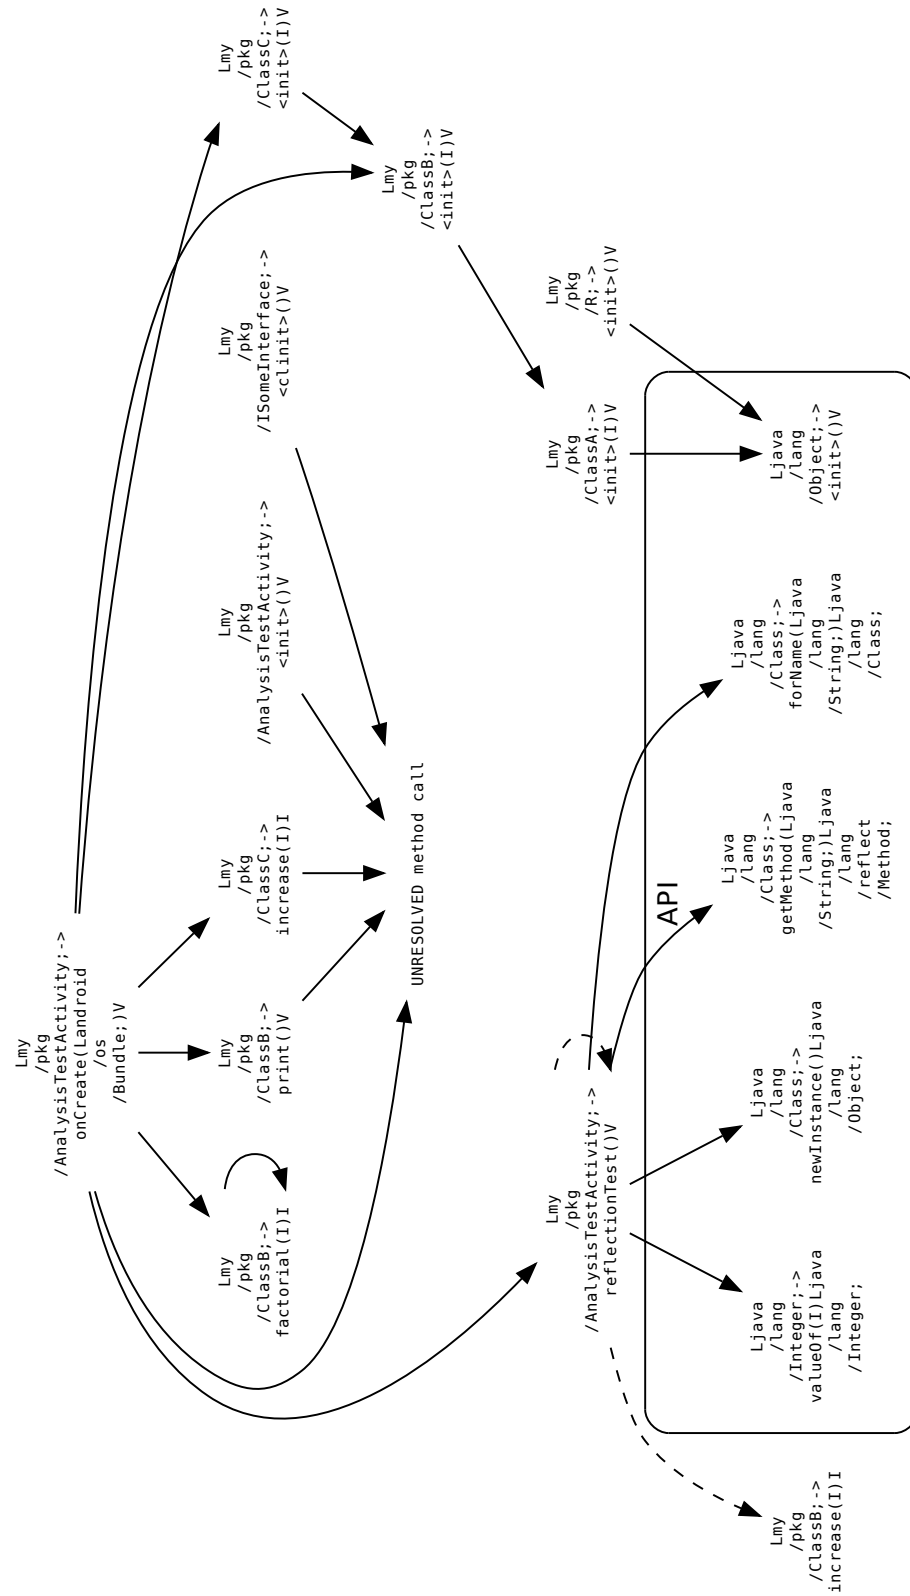 Lmy
/pkg
/AnalysisTestActivity;->
onCreate(Landroid
/os
/Bundle;)V
Lmy
/pkg
/ClassB;->
factorial(I)I
Lmy
/pkg
/ClassB;->
print()V
Lmy
/pkg
/ClassC;->
increase(I)I
Lmy
/pkg
/AnalysisTestActivity;->
<init>()V
Lmy
/pkg
/ISomeInterface;->
<clinit>()V
Lmy
/pkg
/ClassC;->
<init>(I)V
UNRESOLVED method call
Lmy
/pkg
/ClassB;->
<init>(I)V
Lmy
/pkg
/AnalysisTestActivity;->
reflectionTest()V
Lmy
/pkg
/ClassA;->
<init>(I)V
Lmy
/pkg
/R;->
<init>()V
API
Lmy
/pkg
/ClassB;->
increase(I)I
Ljava
/lang
/Integer;->
valueOf(I)Ljava
/lang
/Integer;
Ljava
/lang
/Class;->
newInstance()Ljava
/lang
/Object;
Ljava
/lang
/Class;->
getMethod(Ljava
/lang
/String;)Ljava
/lang
/reflect
/Method;
Ljava
/lang
/Class;->
forName(Ljava
/lang
/String;)Ljava
/lang
/Class;
Ljava
/lang
/Object;->
<init>()V